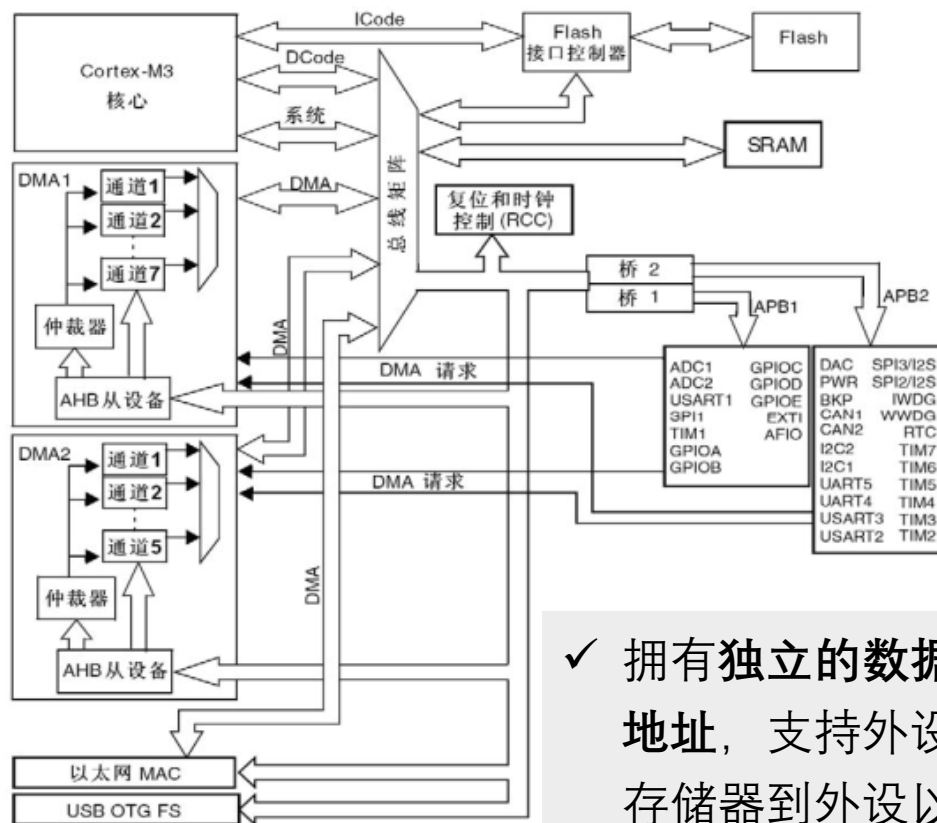 ICode
Cortex-M3
核心
DCode
系统
Flash
接口控制器
Flash
SRAM
总线矩阵
DMA1
通道1
通道2
通道7
仲裁器
AHB从设备
DMA
复位和时钟
控制(RCC)
桥 2
桥 1
APB1
APB2
DMA
DMA 请求
ADC1 GPIOC
ADC2 GPIOD
USART1 GPIOE
SPI1 EXTI
TIM1 AFIO
GPIOA
GPIOB
DAC SPI3/I2S
PWR SPI2/I2S
BKP IWDG
CAN1 WWDG
CAN2 RTC
I2C2 TIM7
I2C1 TIM6
UART5 TIM5
UART4 TIM4
USART3 TIM3
USART2 TIM2
DMA2
通道1
通道2
通道5
仲裁器
AHB从设备
DMA 请求
DMA
以太网 MAC
USB OTG FS
✓ 拥有独立的数据
地址，支持外设
存储器到外设以